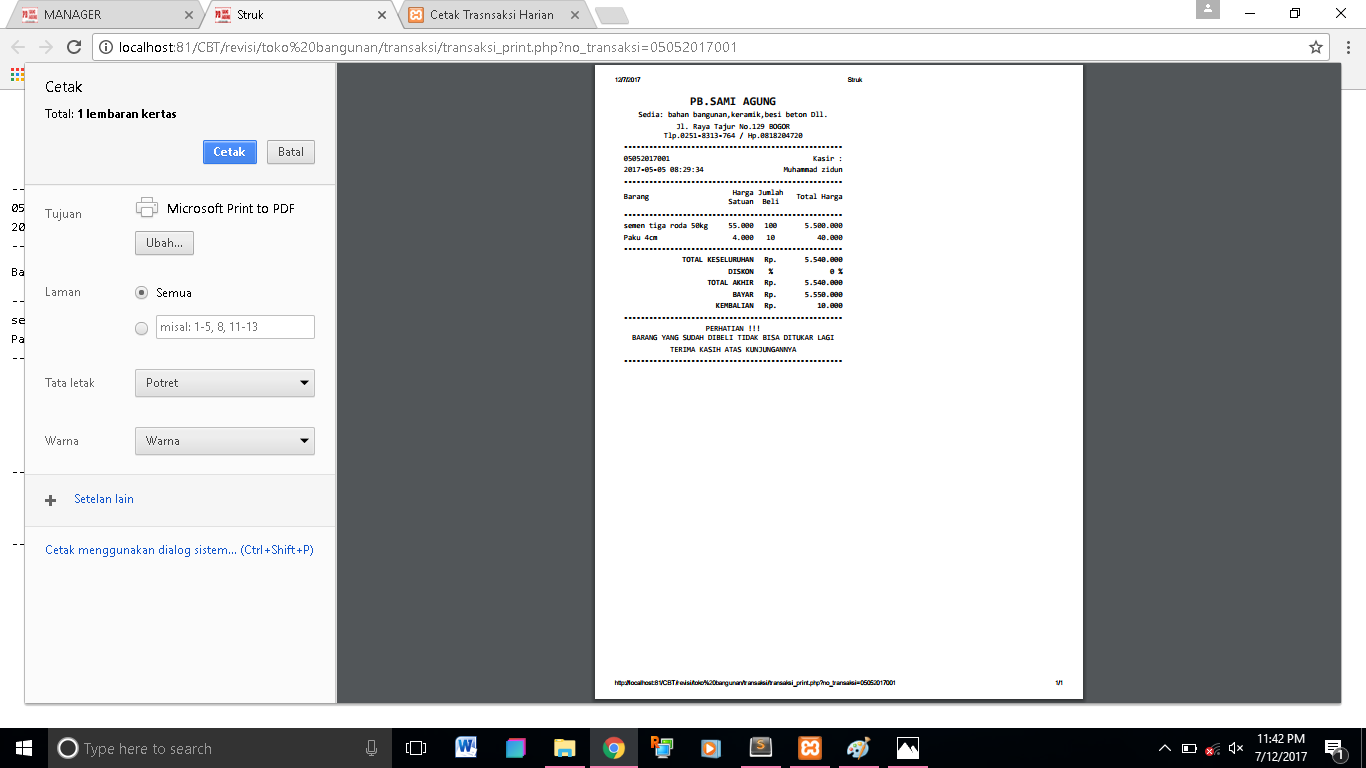 MANAGER
Struk
Cetak Trasnsaksi Harian
localhost:81/CBT/revisi/toko%20bangunan/transaksi/transaksi_print.php?no_transaksi=05052017001
Cetak
Total: 1 lembaran kertas
Cetak Batal
Tujuan Microsoft Print to PDF
Ubah...
Laman Semua
misal: 1-5, 8, 11-13
Tata letak Potret
Warna Warna
Setelan lain
Cetak menggunakan dialog sistem... (Ctrl+Shift+P)
12/7/2017 Struk
PB.SAMI AGUNG
Sedia: bahan bangunan,keramik,besi beton Dll.
Jl. Raya Tajur No.129 BOGOR
Tlp.0251-8313-764 / Hp.0818204720
05052017001 Kasir :
2017-05-05 08:29:34 Muhammad zidun
Barang Harga Satuan Jumlah Beli Total Harga
semen tiga roda 50kg 55.000 100 5.500.000
Paku 4cm 4.000 10 40.000
TOTAL KESELURUHAN Rp. 5.540.000
DISKON % 0 %
TOTAL AKHIR Rp. 5.540.000
BAYAR Rp. 5.550.000
KEMBALIAN Rp. 10.000
PERHATIAN !!!
BARANG YANG SUDAH DIBELI TIDAK BISA DITUKAR LAGI
TERIMA KASIH ATAS KUNJUNGANNYA
http://localhost:81/CBT/revisi/toko%20bangunan/transaksi/transaksi_print.php?no_transaksi=05052017001 1/1
Type here to search
11:42 PM
7/12/2017